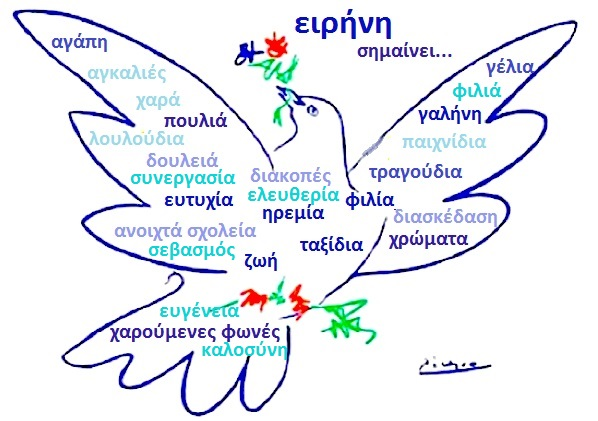 ειρήνη
σημαίνει...
αγάπη
αγκαλιές
χαρά
πουλιά
λουλούδια
δουλειά
συνεργασία
ευτυχία
ανοιχτά σχολεία
σεβασμός
ζωή
διακοπές
ελευθερία
ηρεμία
φιλία
ταξίδια
γέλια
φιλιά
γαλήνη
παιχνίδια
τραγούδια
διασκέδαση
χρώματα
ευγένεια
χαρούμενες φωνές
καλοσύνη